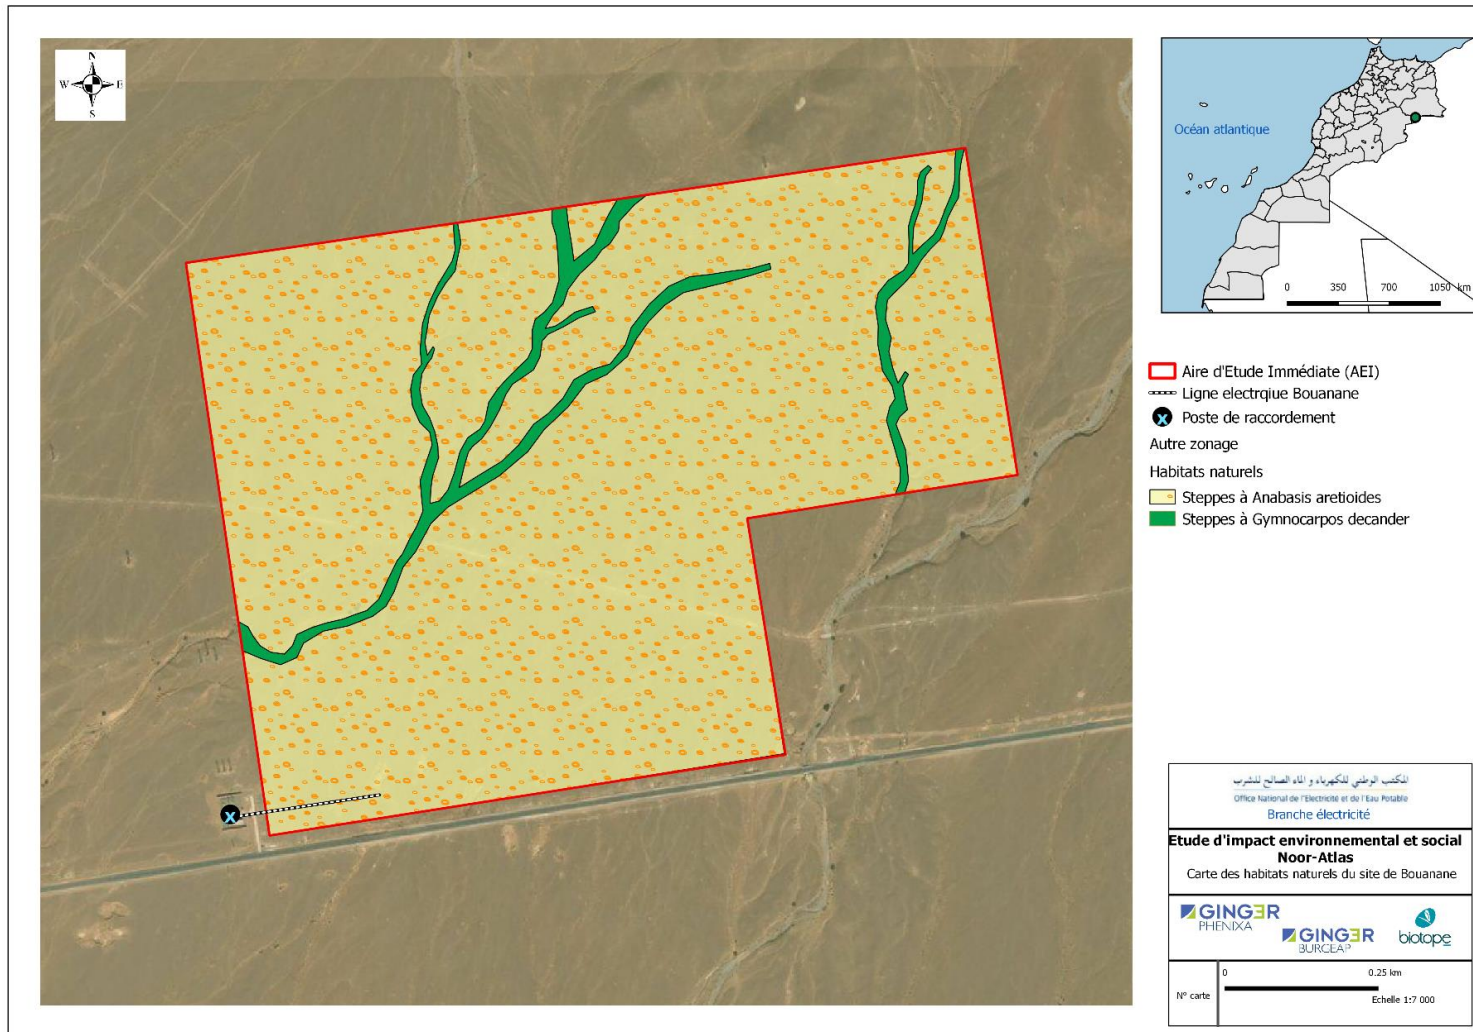 N
W E
S
Océan atlantique
0 350 700 1050 km
Aire d'Etude Immédiate (AEI)
Ligne electrqiue Bouanane
X Poste de raccordement
Autre zonage
Habitats naturels
Steppes à Anabasis aretioides
Steppes à Gymnocarpos decander
X
المكتب الوطني للكهرباء و الماء الصالح للشرب
Office National de l'Electricité et de l'Eau Potable
Branche électricité
Etude d'impact environnemental et social
Noor-Atlas
Carte des habitats naturels du site de Bouanane
GINGER
PHENIXA
GINGER
BURGEAP
biotope
N° carte
0 0.25 km
Echelle 1:7 000